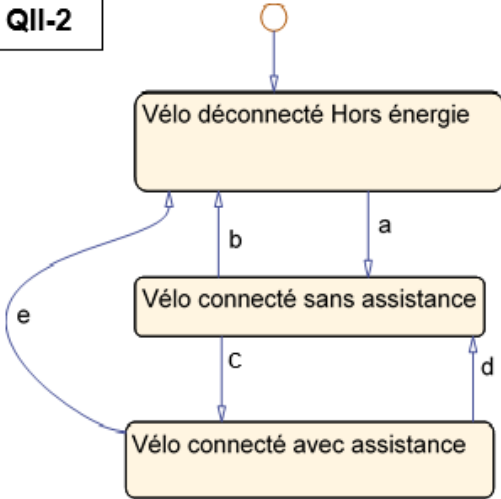 QII-2
Vélo déconnecté Hors énergie
a
b
Vélo connecté sans assistance
e
c
d
Vélo connecté avec assistance